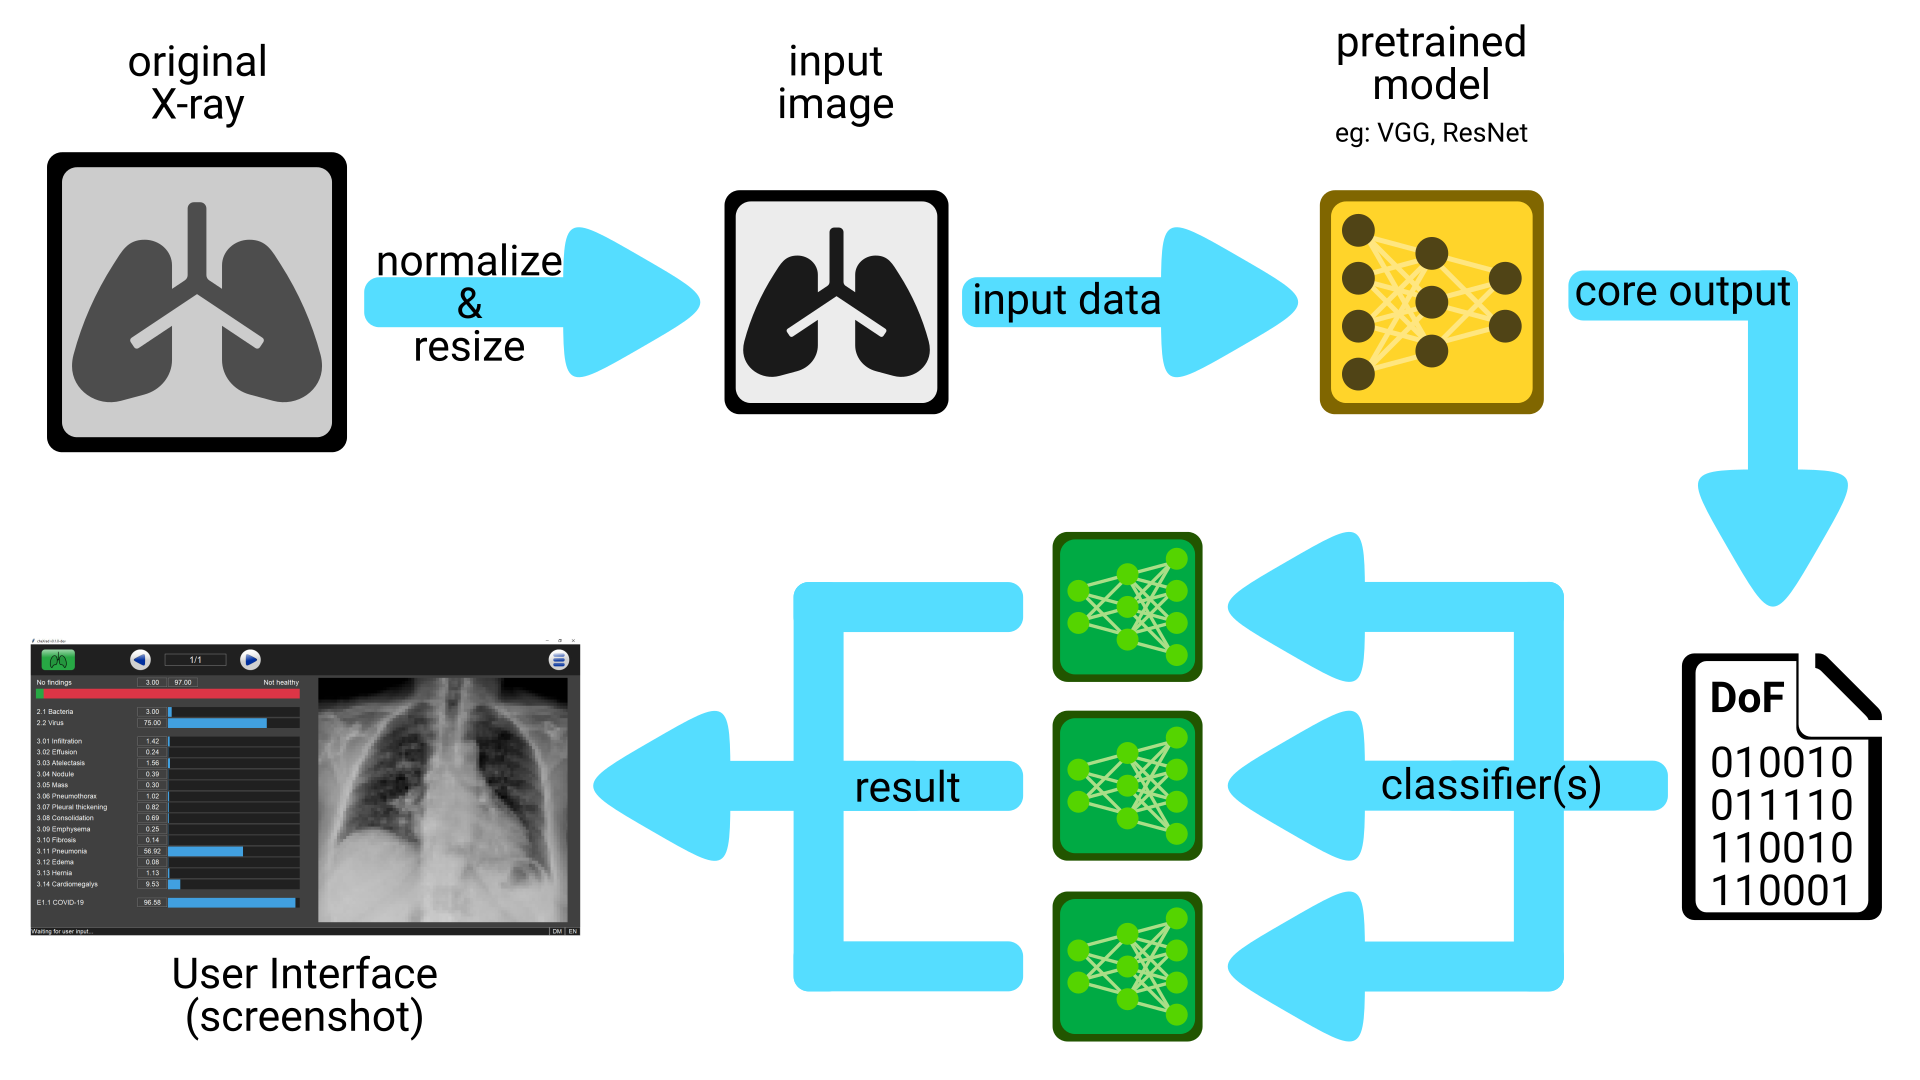 original
X-ray
input
image
pretrained
model
eg: VGG, ResNet
normalize
&
resize
input data
core output
DoF
010010
011110
110010
110001
classifier(s)
result
1/1
No findings 3.00 97.00 Not healthy
2.1 Bacteria 3.00
2.2 Virus 75.00
3.01 Infiltration 1.42
3.02 Effusion 0.24
3.03 Atelectasis 1.56
3.04 Nodule 0.39
3.05 Mass 0.30
3.06 Pneumothorax 1.02
3.07 Pleural thickening 0.82
3.08 Consolidation 0.69
3.09 Emphysema 0.25
3.10 Fibrosis 0.14
3.11 Pneumonia 56.92
3.12 Edema 0.08
3.13 Hernia 1.13
3.14 Cardiomegalys 9.53
E1.1 COVID-19 96.58
Waiting for user input... DM EN
User Interface
(screenshot)